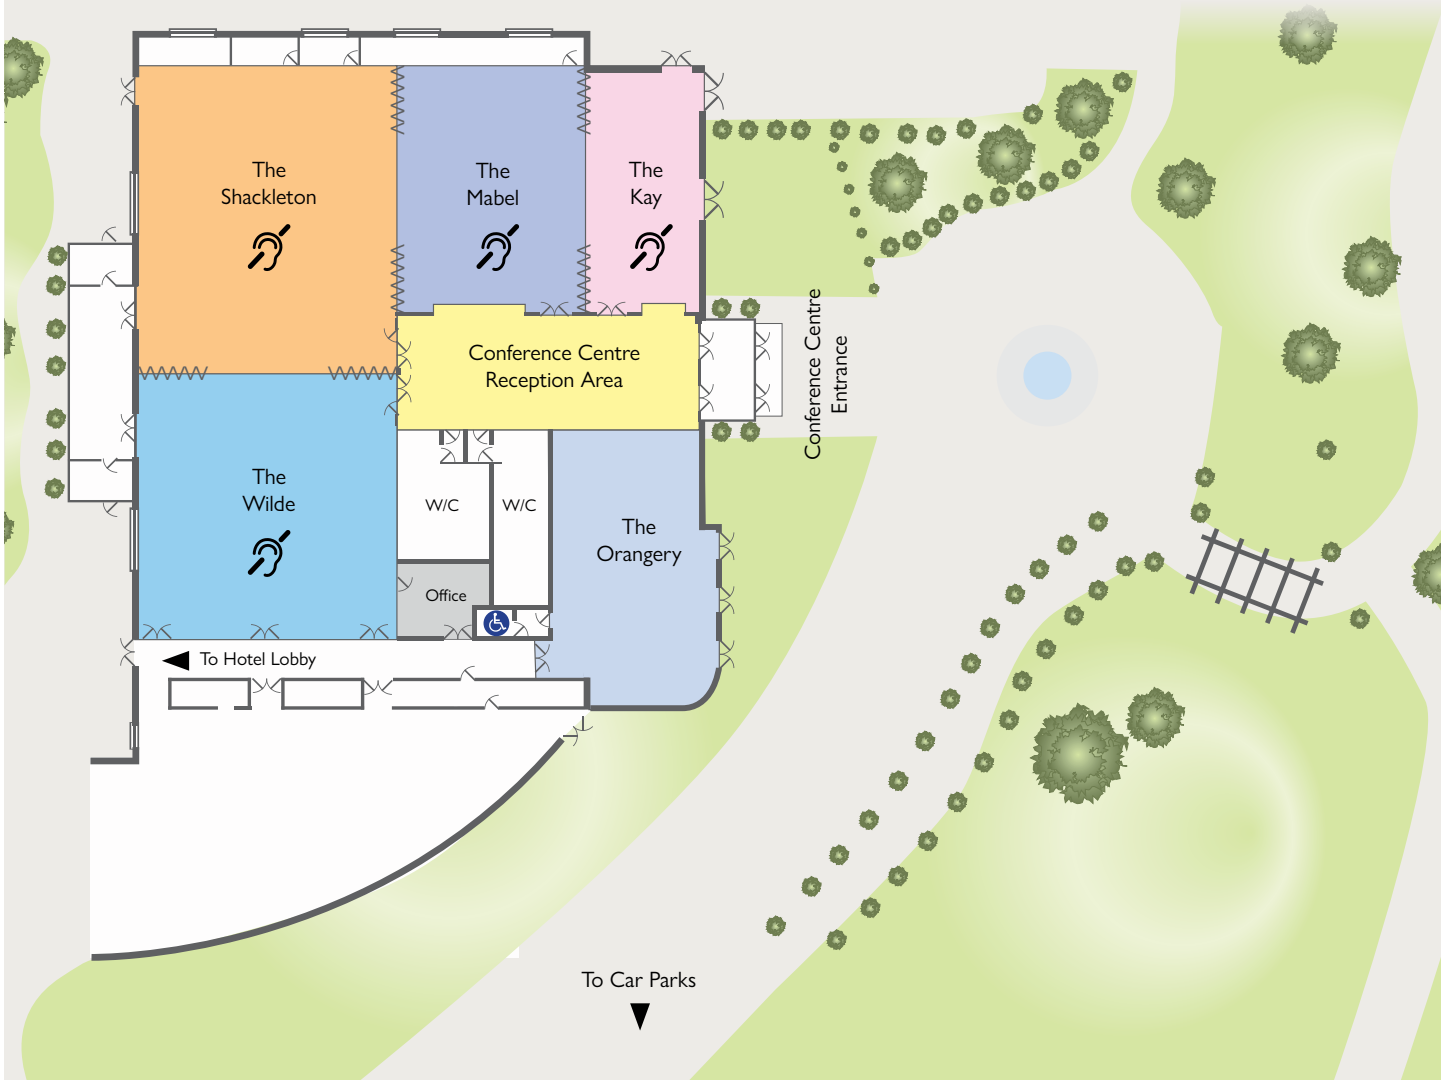 The
Shackleton
The
Mabel
The
Kay
Conference Centre
Reception Area
Conference Centre
Entrance
The
Wilde
W/C
W/C
The
Orangery
Office
To Hotel Lobby
To Car Parks